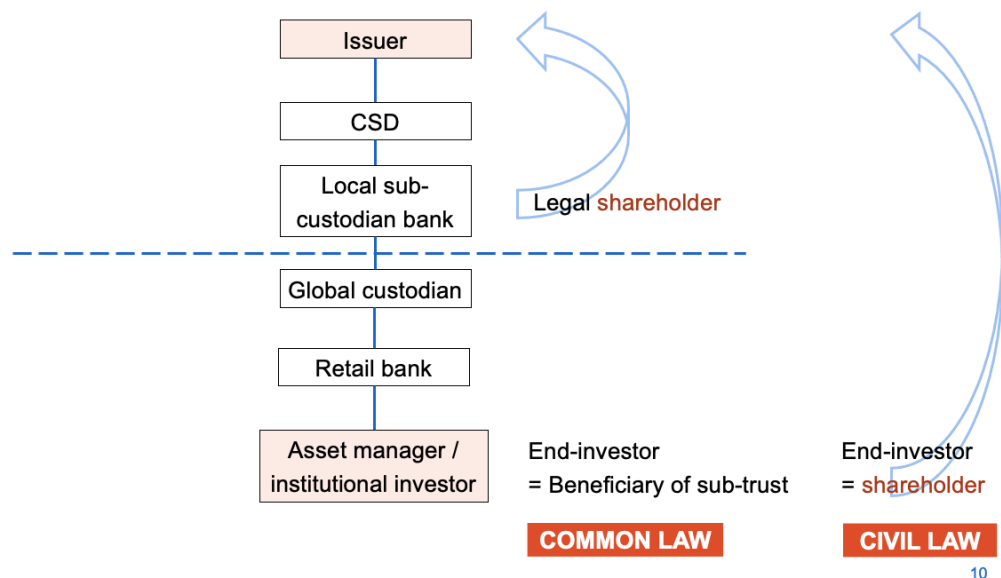 Issuer
CSD
Local sub-
custodian bank
Legal shareholder
Global custodian
Retail bank
Asset manager /
institutional investor
End-investor
= Beneficiary of sub-trust
COMMON LAW
End-investor
= shareholder
CIVIL LAW
10